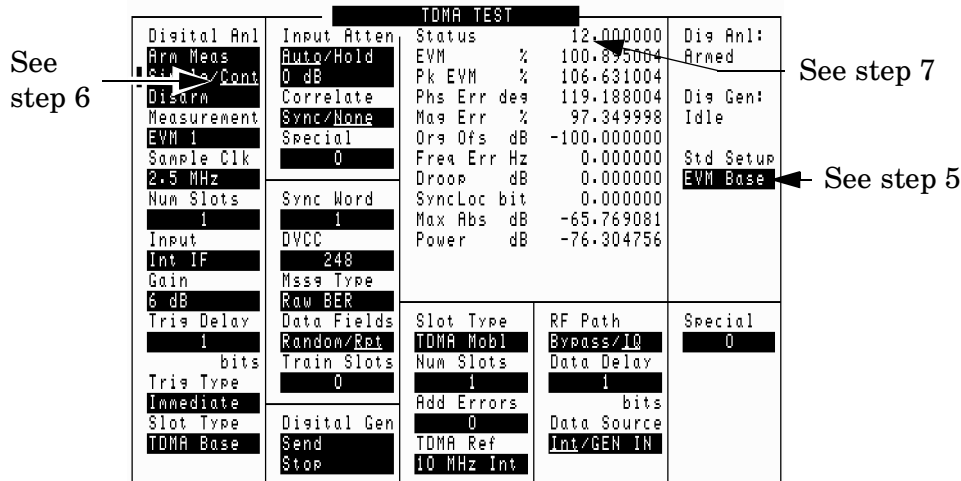 TDMA TEST
Digital Anl
Arm Meas
Single/Cont
Disarm
Measurement
EVM 1
Sample Clk
2.5 MHz
Num Slots
1
Input
Int IF
Gain
6 dB
Trig Delay
1
bits
Trig Type
Immediate
Slot Type
TDMA Base
Input Atten
Auto/Hold
0 dB
Correlate
Sync/None
Special
0
Sync Word
1
DVCC
248
Mssg Type
Raw BER
Data Fields
Random/Rpt
Train Slots
0
Digital Gen
Send
Stop
Status 12.000000
EVM % 100.895004
Pk EVM % 106.631004
Phs Err deg 119.188004
Mag Err % 97.349998
Org Ofs dB -100.000000
Freq Err Hz 0.000000
Droop dB 0.000000
SyncLoc bit 0.000000
Max Abs dB -65.769081
Power dB -76.304756
Slot Type
TDMA Mobl
Num Slots
1
Add Errors
0
TDMA Ref
10 MHz Int
RF Path
Bypass/IQ
Data Delay
1
bits
Data Source
Int/GEN IN
Dig Anl:
Armed
Dig Gen:
Idle
Std Setup
EVM Base
Special
0
See
step 6
See step 7
See step 5